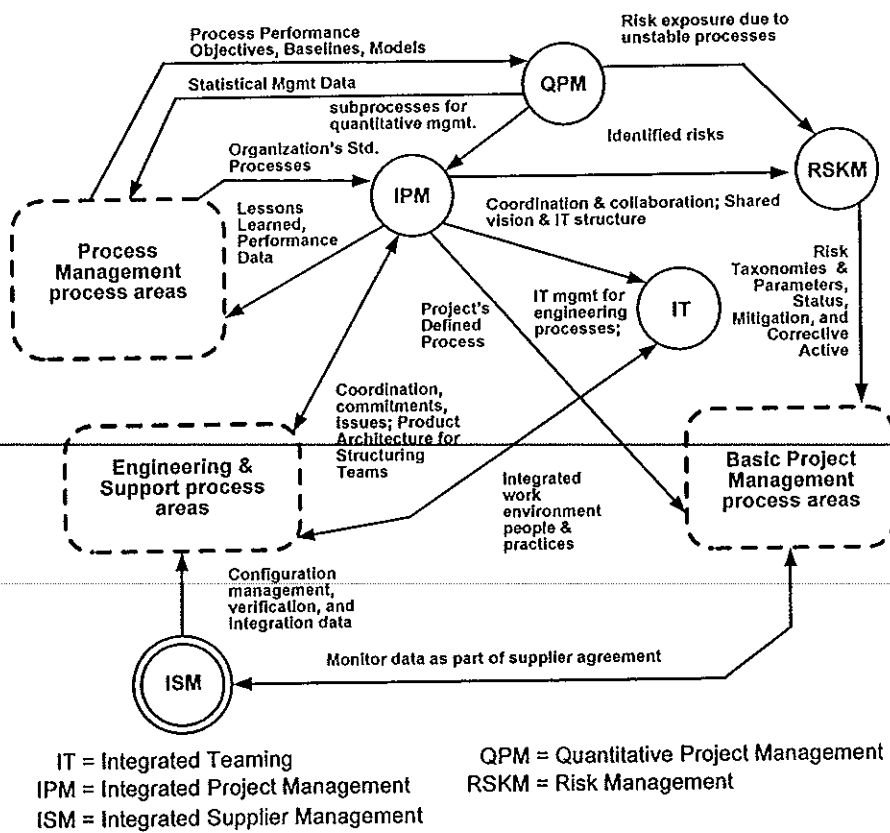 Process Performance
Objectives, Baselines, Models
Risk exposure due to
unstable processes
Statistical Mgmt Data
QPM
subprocesses for
quantitative mgmt.
Identified risks
Organization's Std.
Processes
RSKM
IPM
Coordination & collaboration; Shared
vision & IT structure
Lessons
Learned,
Performance
Data
Process
Management
process areas
Risk
Taxonomies &
Parameters,
Status,
Mitigation, and
Corrective
Active
Project's
Defined
Process
IT mgmt for
engineering
processes;
IT
Coordination,
commitments,
issues; Product
Architecture for
Structuring
Teams
Engineering &
Support process
areas
Basic Project
Management
process areas
Integrated
work
environment
people &
practices
Configuration
management,
verification, and
integration data
Monitor data as part of supplier agreement
ISM
IT = Integrated Teaming
IPM = Integrated Project Management
ISM = Integrated Supplier Management
QPM = Quantitative Project Management
RSKM = Risk Management